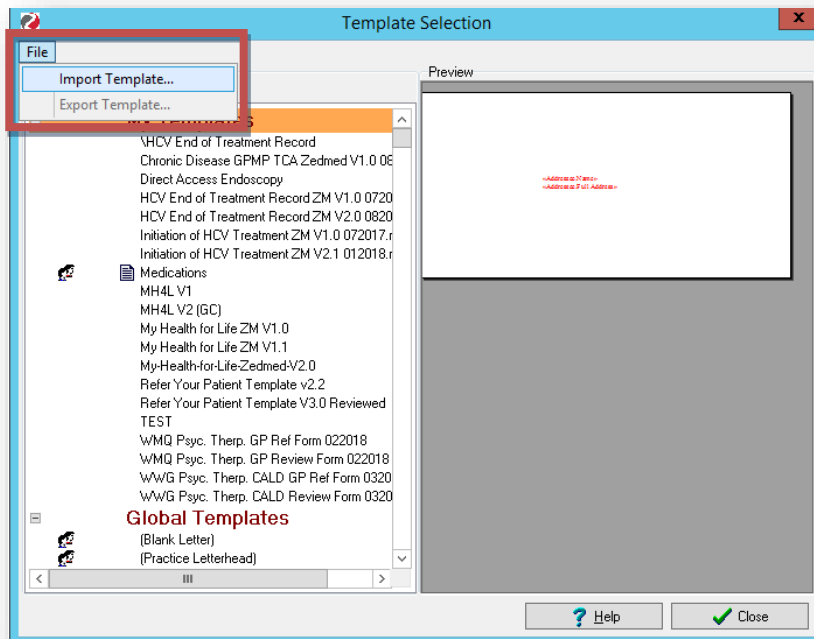 Template Selection
x
File
Import Template...
Export Template...
Preview
My Templates
\HCV End of Treatment Record
Chronic Disease GPMP TCA Zedmed V1.0 08
Direct Access Endoscopy
HCV End of Treatment Record ZM V1.0 0720
HCV End of Treatment Record ZM V2.0 0820
Initiation of HCV Treatment ZM V1.0 072017.r
Initiation of HCV Treatment ZM V2.1 012018.r
Medications
MH4L V1
MH4L V2 (GC)
My Health for Life ZM V1.0
My Health for Life ZM V1.1
My-Health-for-Life-Zedmed-V2.0
Refer Your Patient Template v2.2
Refer Your Patient Template V3.0 Reviewed
TEST
WMQ Psyc. Therp. GP Ref Form 022018
WMQ Psyc. Therp. GP Review Form 022018
WWG Psyc. Therp. CALD GP Ref Form 0320
WWG Psyc. Therp. CALD Review Form 0320
Global Templates
(Blank Letter)
(Practice Letterhead)
«Addressee:Name»
«Addressee:Full Address»
? Help
Close